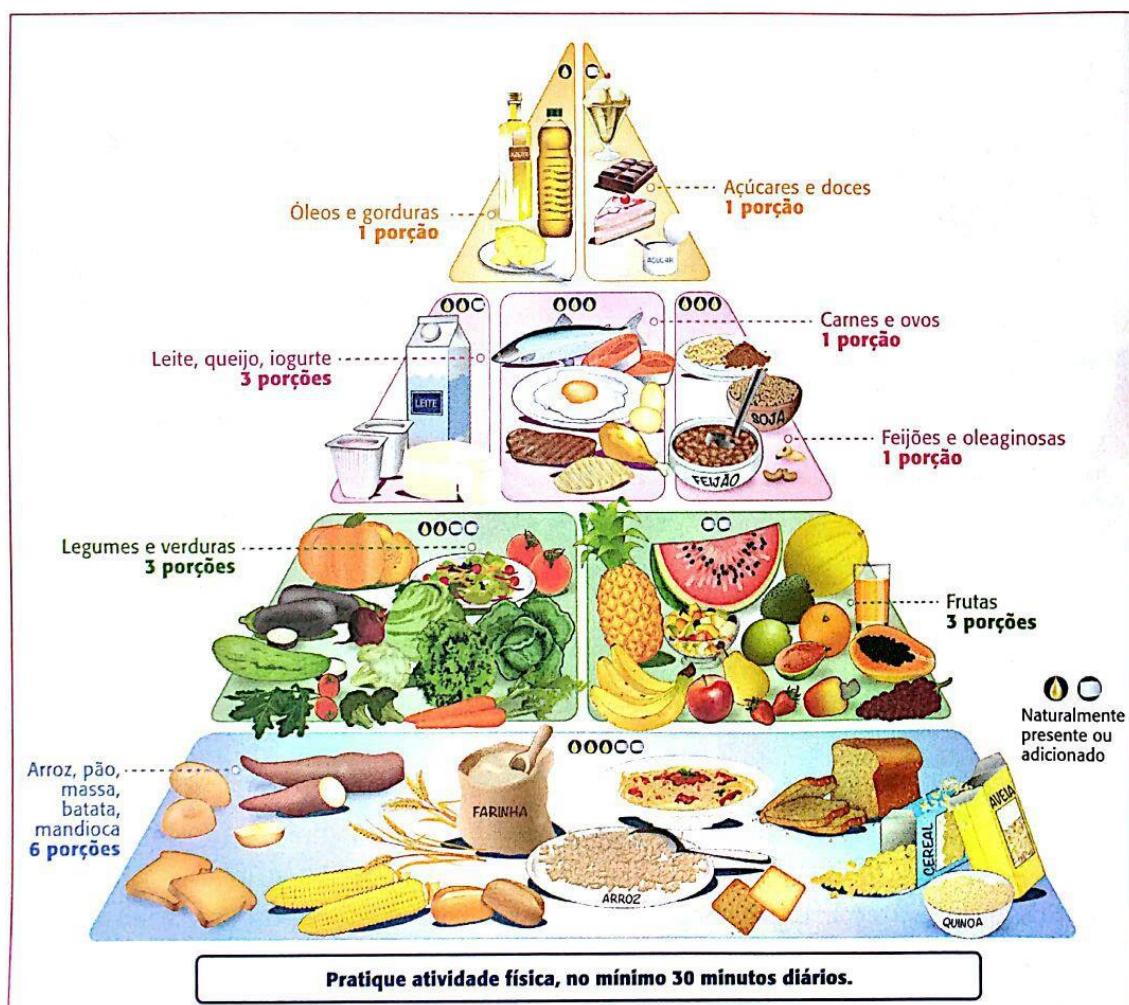 Óleos e gorduras
1 porção
Açúcares e doces
1 porção
AÇÚCAR
Leite, queijo, iogurte
3 porções
LEITE
Carnes e ovos
1 porção
SOJA
Feijões e oleaginosas
1 porção
FEIJÃO
Legumes e verduras
3 porções
Frutas
3 porções
Naturalmente
presente ou
adicionado
Arroz, pão,
massa,
batata,
mandioca
6 porções
FARINHA
ARROZ
CEREAL
AVEIA
QUINOA
Pratique atividade física, no mínimo 30 minutos diários.